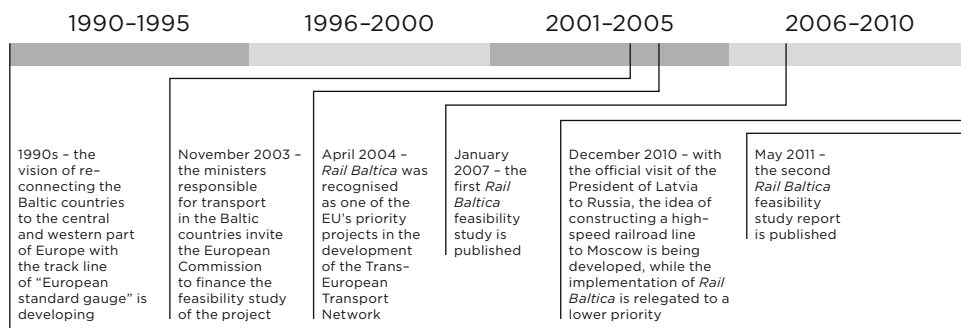 1990–1995
1996–2000
2001–2005
2006–2010
1990s – the
vision of re–
connecting the
Baltic countries
to the central
and western part
of Europe with
the track line
of “European
standard gauge” is
developing
November 2003 –
the ministers
responsible
for transport
in the Baltic
countries invite
the European
Commission
to finance the
feasibility study
of the project
April 2004 –
Rail Baltica was
recognised
as one of the
EU’s priority
projects in the
development
of the Trans–
European
Transport
Network
January
2007 – the
first Rail
Baltica
feasibility
study is
published
December 2010 – with
the official visit of the
President of Latvia
to Russia, the idea of
constructing a high–
speed railroad line
to Moscow is being
developed, while the
implementation of Rail
Baltica is relegated to a
lower priority
May 2011 –
the second
Rail Baltica
feasibility
study report
is published